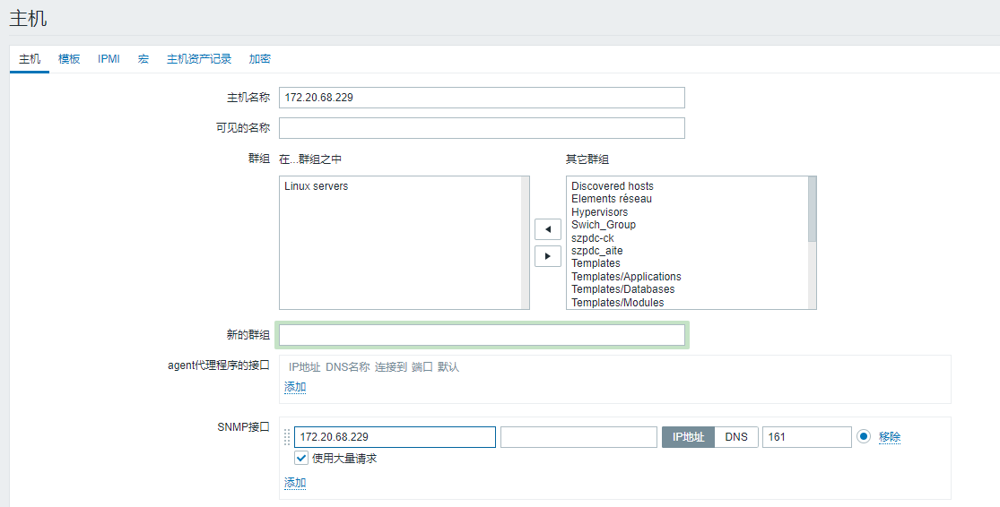 主机
主机 模板 IPMI 宏 主机资产记录 加密
主机名称 172.20.68.229
可见的名称
群组 在...群组之中 其它群组
Linux servers
Discovered hosts
Elements réseau
Hypervisors
Swich_Group
szpdc-ck
szpdc_aite
Templates
Templates/Applications
Templates/Databases
Templates/Modules
新的群组
agent代理程序的接口 IP地址 DNS名称 连接到 端口 默认
添加
SNMP接口 172.20.68.229 IP地址 DNS 161 移除
使用大量请求
添加